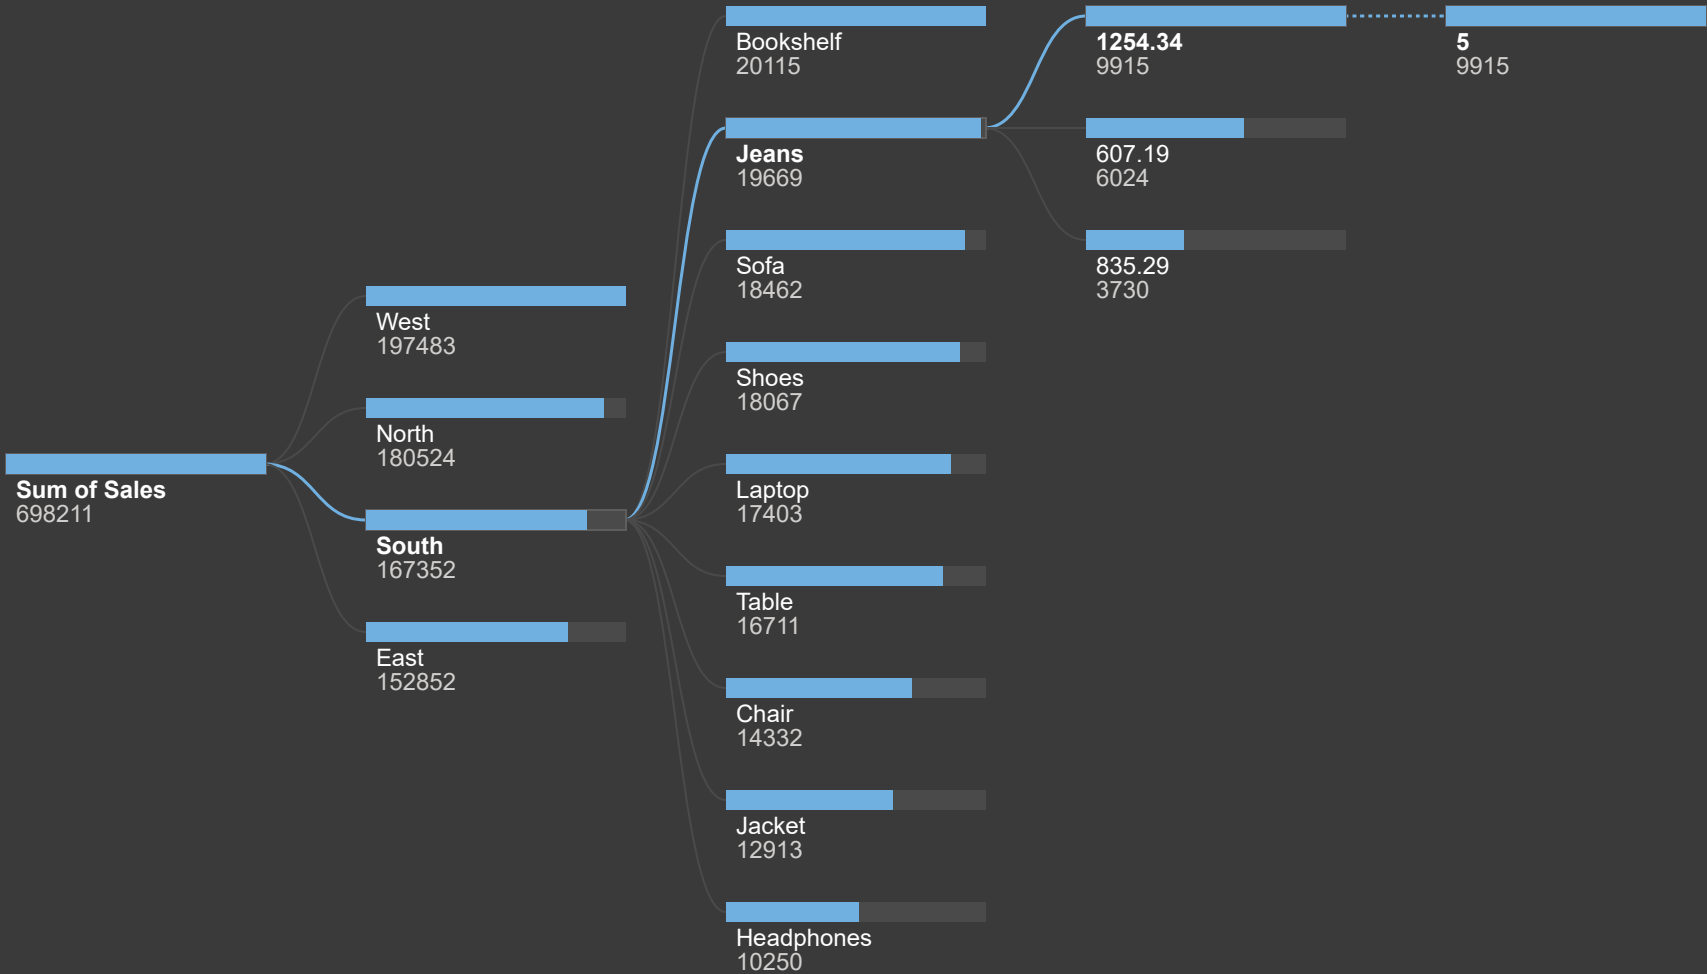 Sum of Sales
698211
West
197483
North
180524
South
167352
East
152852
Bookshelf
20115
Jeans
19669
Sofa
18462
Shoes
18067
Laptop
17403
Table
16711
Chair
14332
Jacket
12913
Headphones
10250
1254.34
9915
607.19
6024
835.29
3730
5
9915